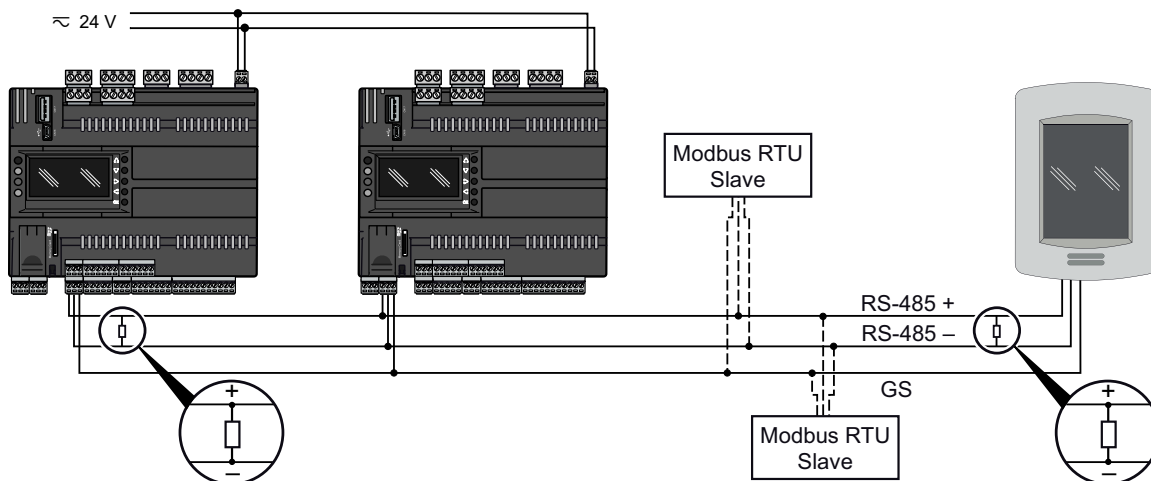 ⎓ 24 V
Modbus RTU
Slave
RS-485 +
RS-485 –
GS
Modbus RTU
Slave
+
–
+
–